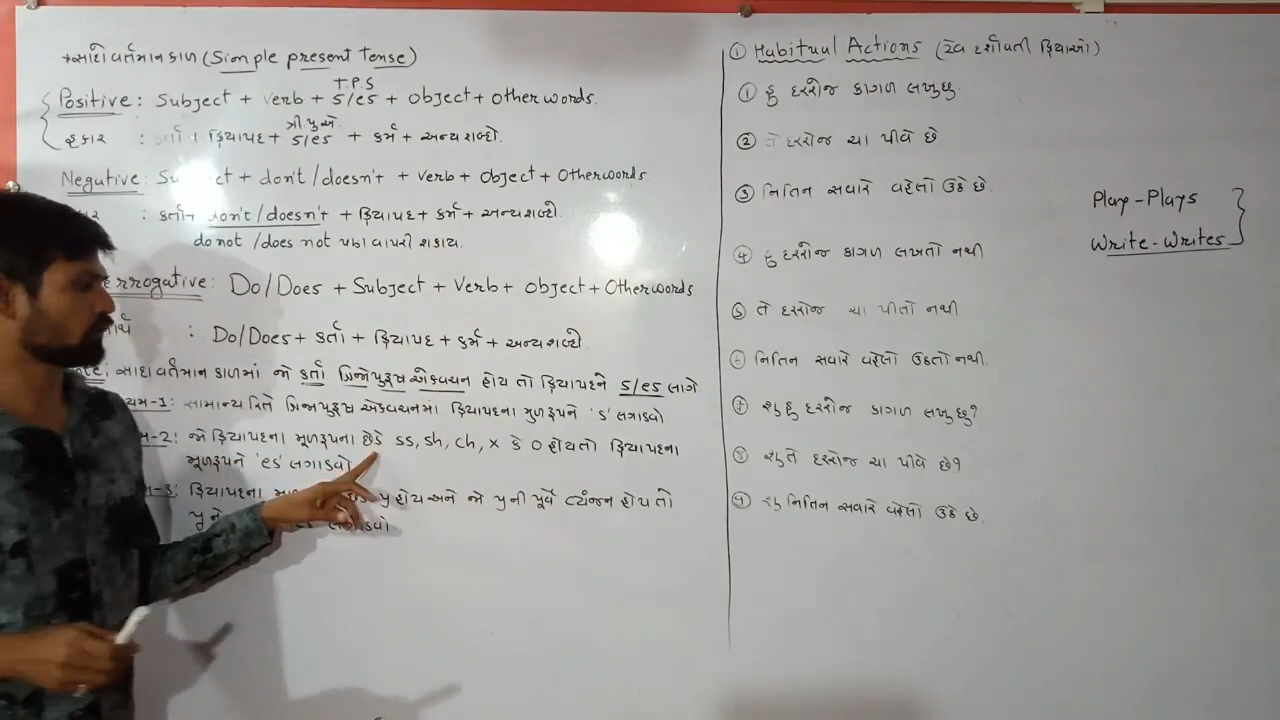 * સાદો વર્તમાન કાળ (Simple present Tense)
T.P.S
Positive : Subject + verb + s/es + object + Other words.
ત્રી પુ એ.
હકાર : કર્તા + ક્રિયાપદ + s/es + કર્મ + અન્ય શબ્દો.
Negative: + don't/doesn't + verb + object + Otherwords
: કર્તા + don't/doesn't + ક્રિયાપદ + કર્મ + અન્ય શબ્દો.
do not /does not પણ વાપરી શકાય.
errogative: Do/Does + Subject + Verb + object + Otherwords
: Do/Does + કર્તા + ક્રિયાપદ + કર્મ + અન્ય શબ્દો.
સાદા વર્તમાન કાળમાં જો કર્તા ત્રિજોપુરુષ એકવચન હોય તો ક્રિયાપદને s/es લાગે
યમ-1: સામાન્ય રિતે ત્રિજાપુરુષ એકવચનમાં ક્રિયાપદના મુળરૂપને 's' લગાડવો
મ-2: જો ક્રિયાપદના મૂળરૂપના છેડે ss, sh, ch, x કે o હોય તો ક્રિયાપદના
મૂળરૂપને 'es' લગાડવો
મ-3: ક્રિયાપદના y હોય અને જો y ની પૂર્વે વ્યંજન હોય તો
y ને લગાડવો
① Habitual Actions (ટેવ દર્શાવતી ક્રિયાઓ)
① હુ દરરોજ કાગળ લખુછુ.
② તે દરરોજ ચા પીવે છે
③ નિતિન સવારે વહેલો ઉઠે છે.
④ હુ દરરોજ કાગળ લખતો નથી
⑤ તે દરરોજ ચા પીતો નથી
⑥ નિતિન સવારે વહેલો ઉઠતો નથી.
⑦ શુ હુ દરરોજ કાગળ લખુ છુ?
⑧ શુ તે દરરોજ ચા પીવે છે?
⑨ શુ નિતિન સવારે વહેલો ઉઠે છે.
Play-Plays
Write-Writes